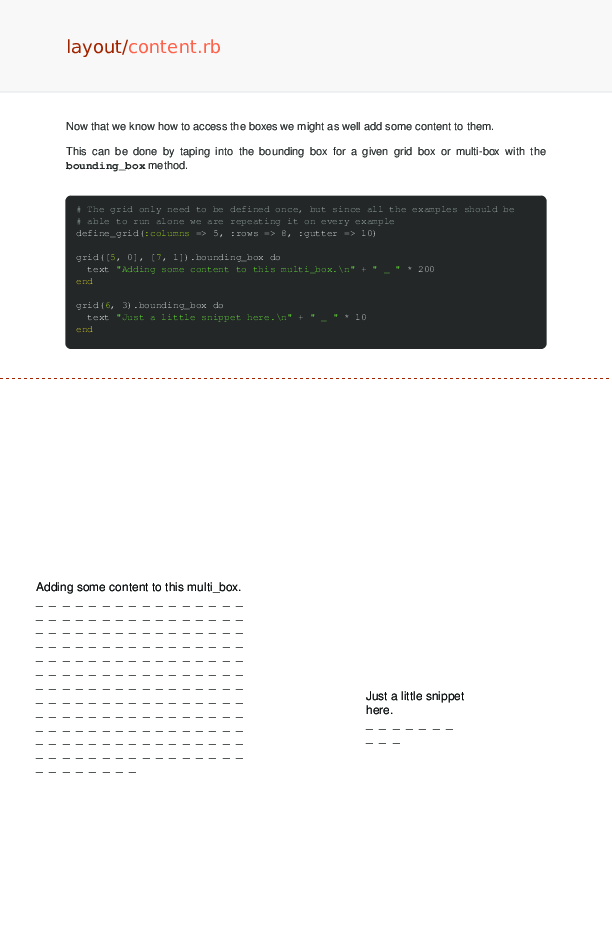 layout/content.rb
Now that we know how to access the boxes we might as well add some content to them.
This can be done by taping into the bounding box for a given grid box or multi-box with the
bounding_box method.
# The grid only need to be defined once, but since all the examples should be
# able to run alone we are repeating it on every example
define_grid(:columns => 5, :rows => 8, :gutter => 10)
grid([5, 0], [7, 1]).bounding_box do
  text "Adding some content to this multi_box.\n" + " _ " * 200
end
grid(6, 3).bounding_box do
  text "Just a little snippet here.\n" + " _ " * 10
end
Adding some content to this multi_box.
_ _ _ _ _ _ _ _ _ _ _ _ _ _ _ _
_ _ _ _ _ _ _ _ _ _ _ _ _ _ _ _
_ _ _ _ _ _ _ _ _ _ _ _ _ _ _ _
_ _ _ _ _ _ _ _ _ _ _ _ _ _ _ _
_ _ _ _ _ _ _ _ _ _ _ _ _ _ _ _
_ _ _ _ _ _ _ _ _ _ _ _ _ _ _ _
_ _ _ _ _ _ _ _ _ _ _ _ _ _ _ _
_ _ _ _ _ _ _ _ _ _ _ _ _ _ _ _
_ _ _ _ _ _ _ _ _ _ _ _ _ _ _ _
_ _ _ _ _ _ _ _ _ _ _ _ _ _ _ _
_ _ _ _ _ _ _ _ _ _ _ _ _ _ _ _
_ _ _ _ _ _ _ _ _ _ _ _ _ _ _ _
_ _ _ _ _ _ _ _
Just a little snippet
here.
_ _ _ _ _ _ _
_ _ _